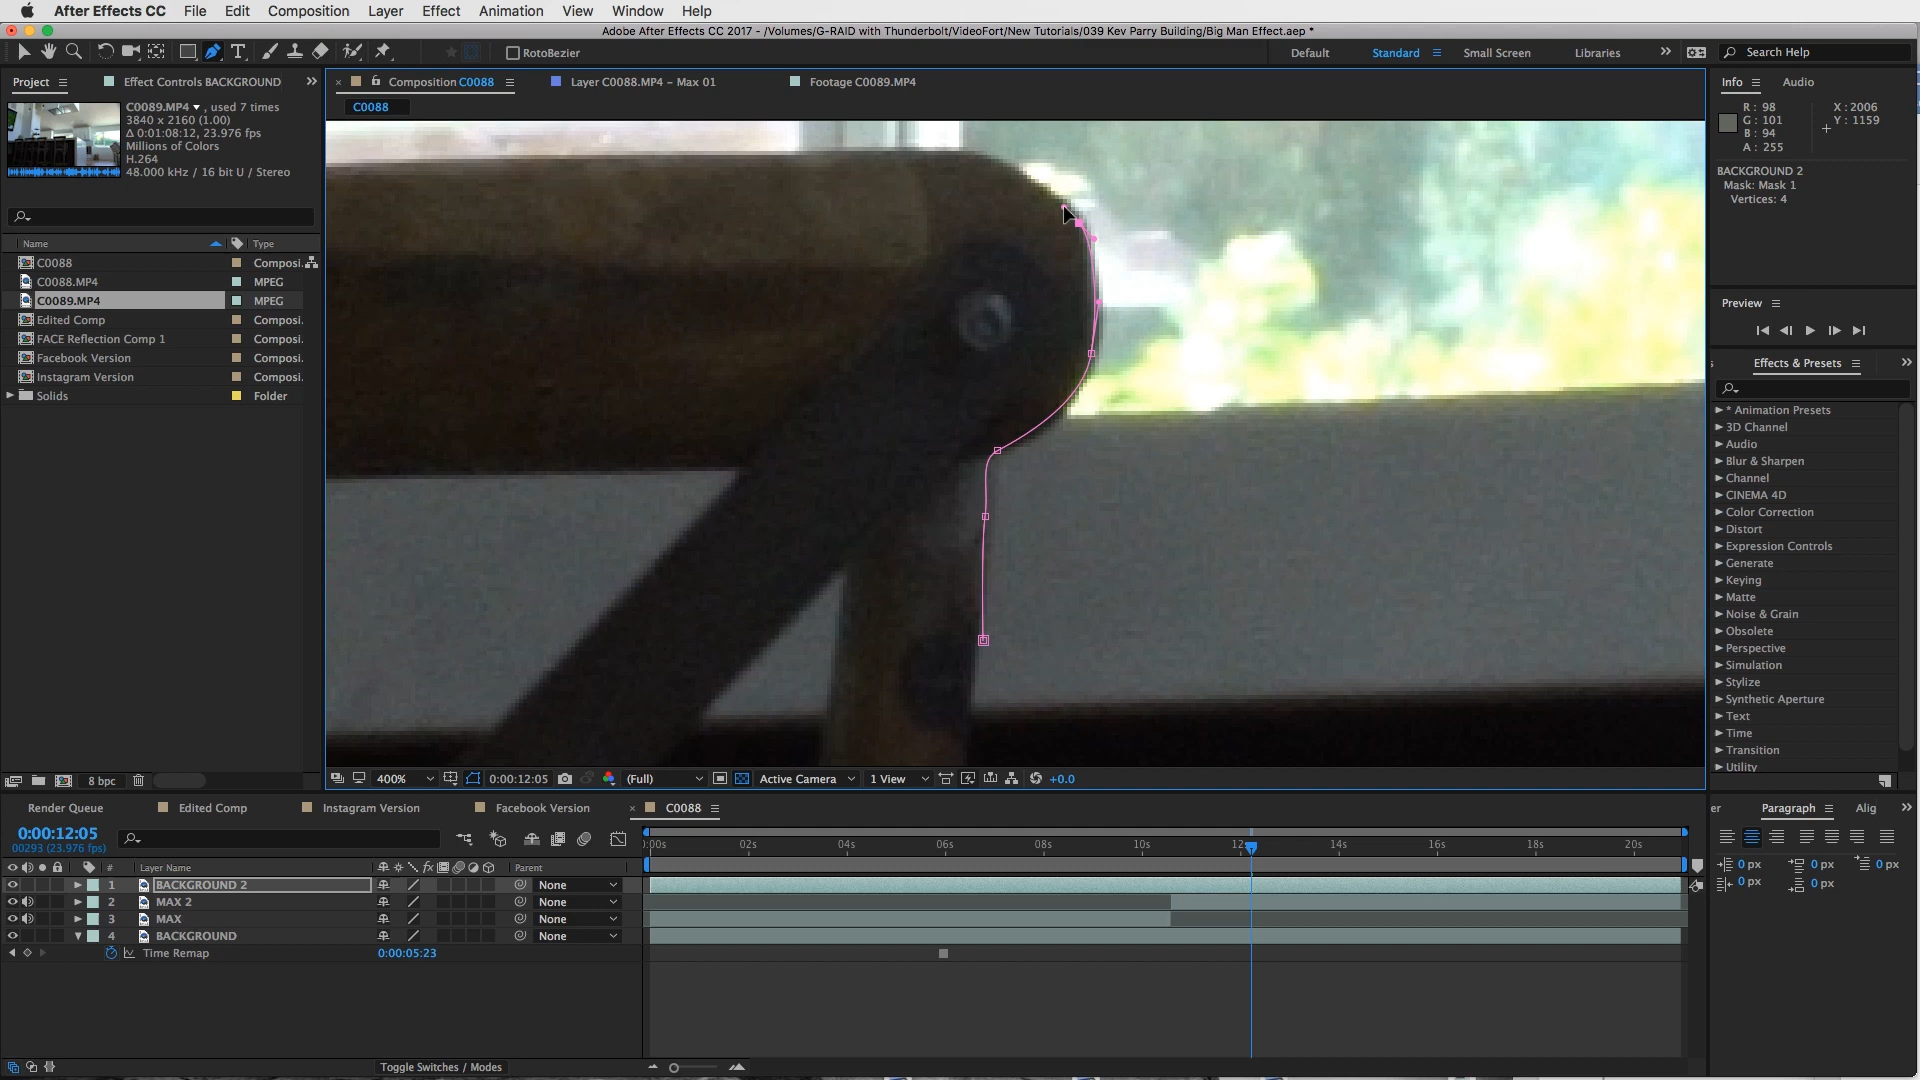 After Effects CC File Edit Composition Layer Effect Animation View Window Help
Adobe After Effects CC 2017 - /Volumes/G-RAID with Thunderbolt/VideoFort/New Tutorials/039 Kev Parry Building/Big Man Effect.aep *
RotoBezier Default Standard Small Screen Libraries Search Help
Project Effect Controls BACKGROUND Composition C0088 Layer C0088.MP4 – Max 01 Footage C0089.MP4 Info Audio
C0089.MP4 , used 7 times
3840 x 2160 (1.00)
Δ 0:01:08:12, 23.976 fps
Millions of Colors
H.264
48.000 kHz / 16 bit U / Stereo
C0088
R : 98
G : 101
B : 94
A : 255
X : 2006
Y : 1159
BACKGROUND 2
Mask: Mask 1
Vertices: 4
Name Type
C0088 Composi.
C0088.MP4 MPEG
C0089.MP4 MPEG
Edited Comp Composi.
FACE Reflection Comp 1 Composi.
Facebook Version Composi.
Instagram Version Composi.
Solids Folder
Preview
Effects & Presets
* Animation Presets
3D Channel
Audio
Blur & Sharpen
Channel
CINEMA 4D
Color Correction
Distort
Expression Controls
Generate
Keying
Matte
Noise & Grain
Obsolete
Perspective
Simulation
Stylize
Synthetic Aperture
Text
Time
Transition
Utility
8 bpc 400% 0:00:12:05 (Full) Active Camera 1 View +0.0
Render Queue Edited Comp Instagram Version Facebook Version C0088 er Paragraph Alig
0:00:12:05
00293 (23.976 fps)
:00s 02s 04s 06s 08s 10s 12s 14s 16s 18s 20s
# Layer Name Parent
1 BACKGROUND 2 None
2 MAX 2 None
3 MAX None
4 BACKGROUND None
Time Remap 0:00:05:23
0 px 0 px 0 px
0 px 0 px
Toggle Switches / Modes